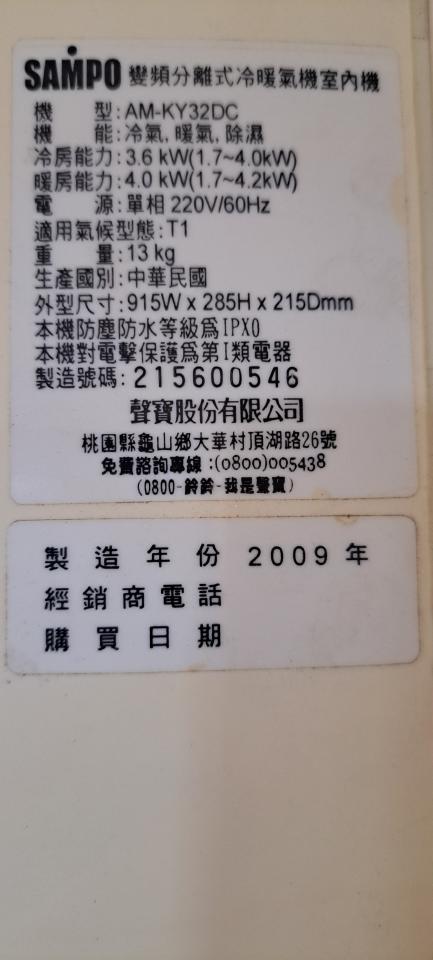 SAMPO 變頻分離式冷暖氣機室內機
機 型:AM-KY32DC
機 能:冷氣,暖氣,除濕
冷房能力:3.6 kW(1.7~4.0kW)
暖房能力:4.0 kW(1.7~4.2kW)
電 源:單相 220V/60Hz
適用氣候型態:T1
重 量:13 kg
生產國別:中華民國
外型尺寸:915W x 285H x 215Dmm
本機防塵防水等級為IPX0
本機對電擊保護為第I類電器
製造號碼:215600546
聲寶股份有限公司
桃園縣龜山鄉大華村頂湖路26號
免費諮詢專線:(0800)005438
(0800-鈴鈴-我是聲寶)
製造年份 2009年
經銷商電話
購買日期